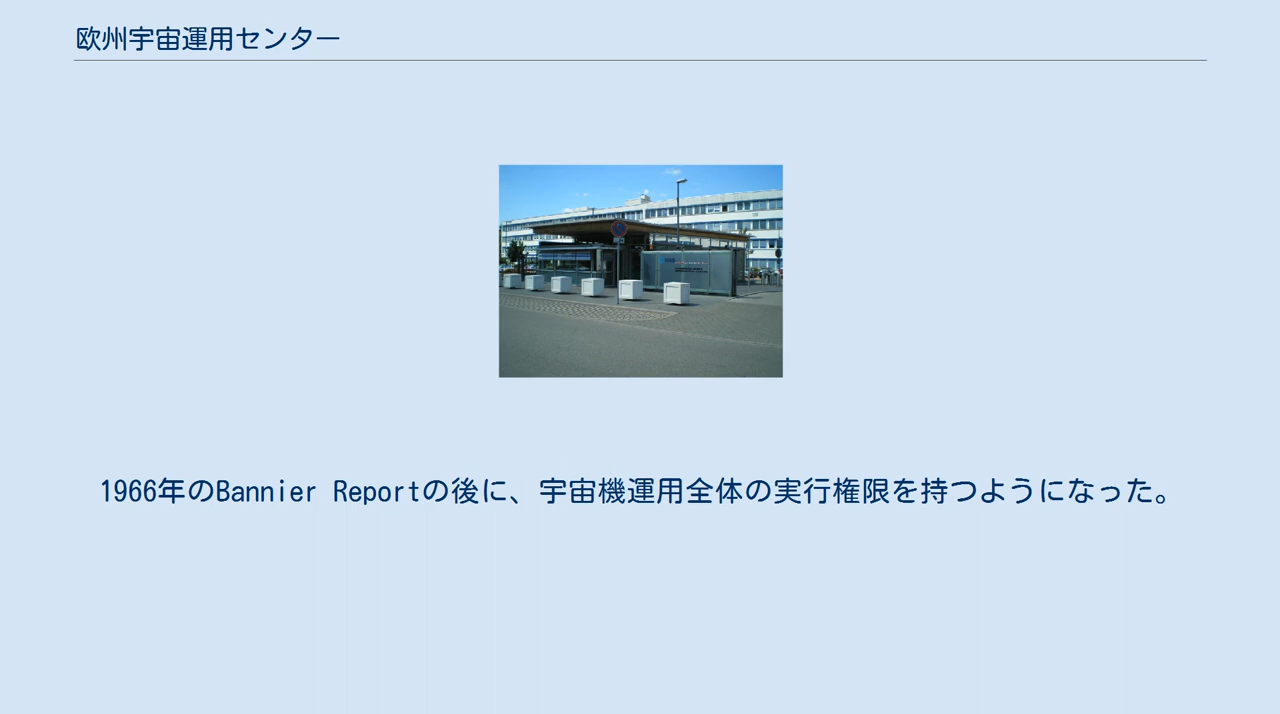 欧州宇宙運用センター
1966年のBannier Reportの後に、宇宙機運用全体の実行権限を持つようになった。